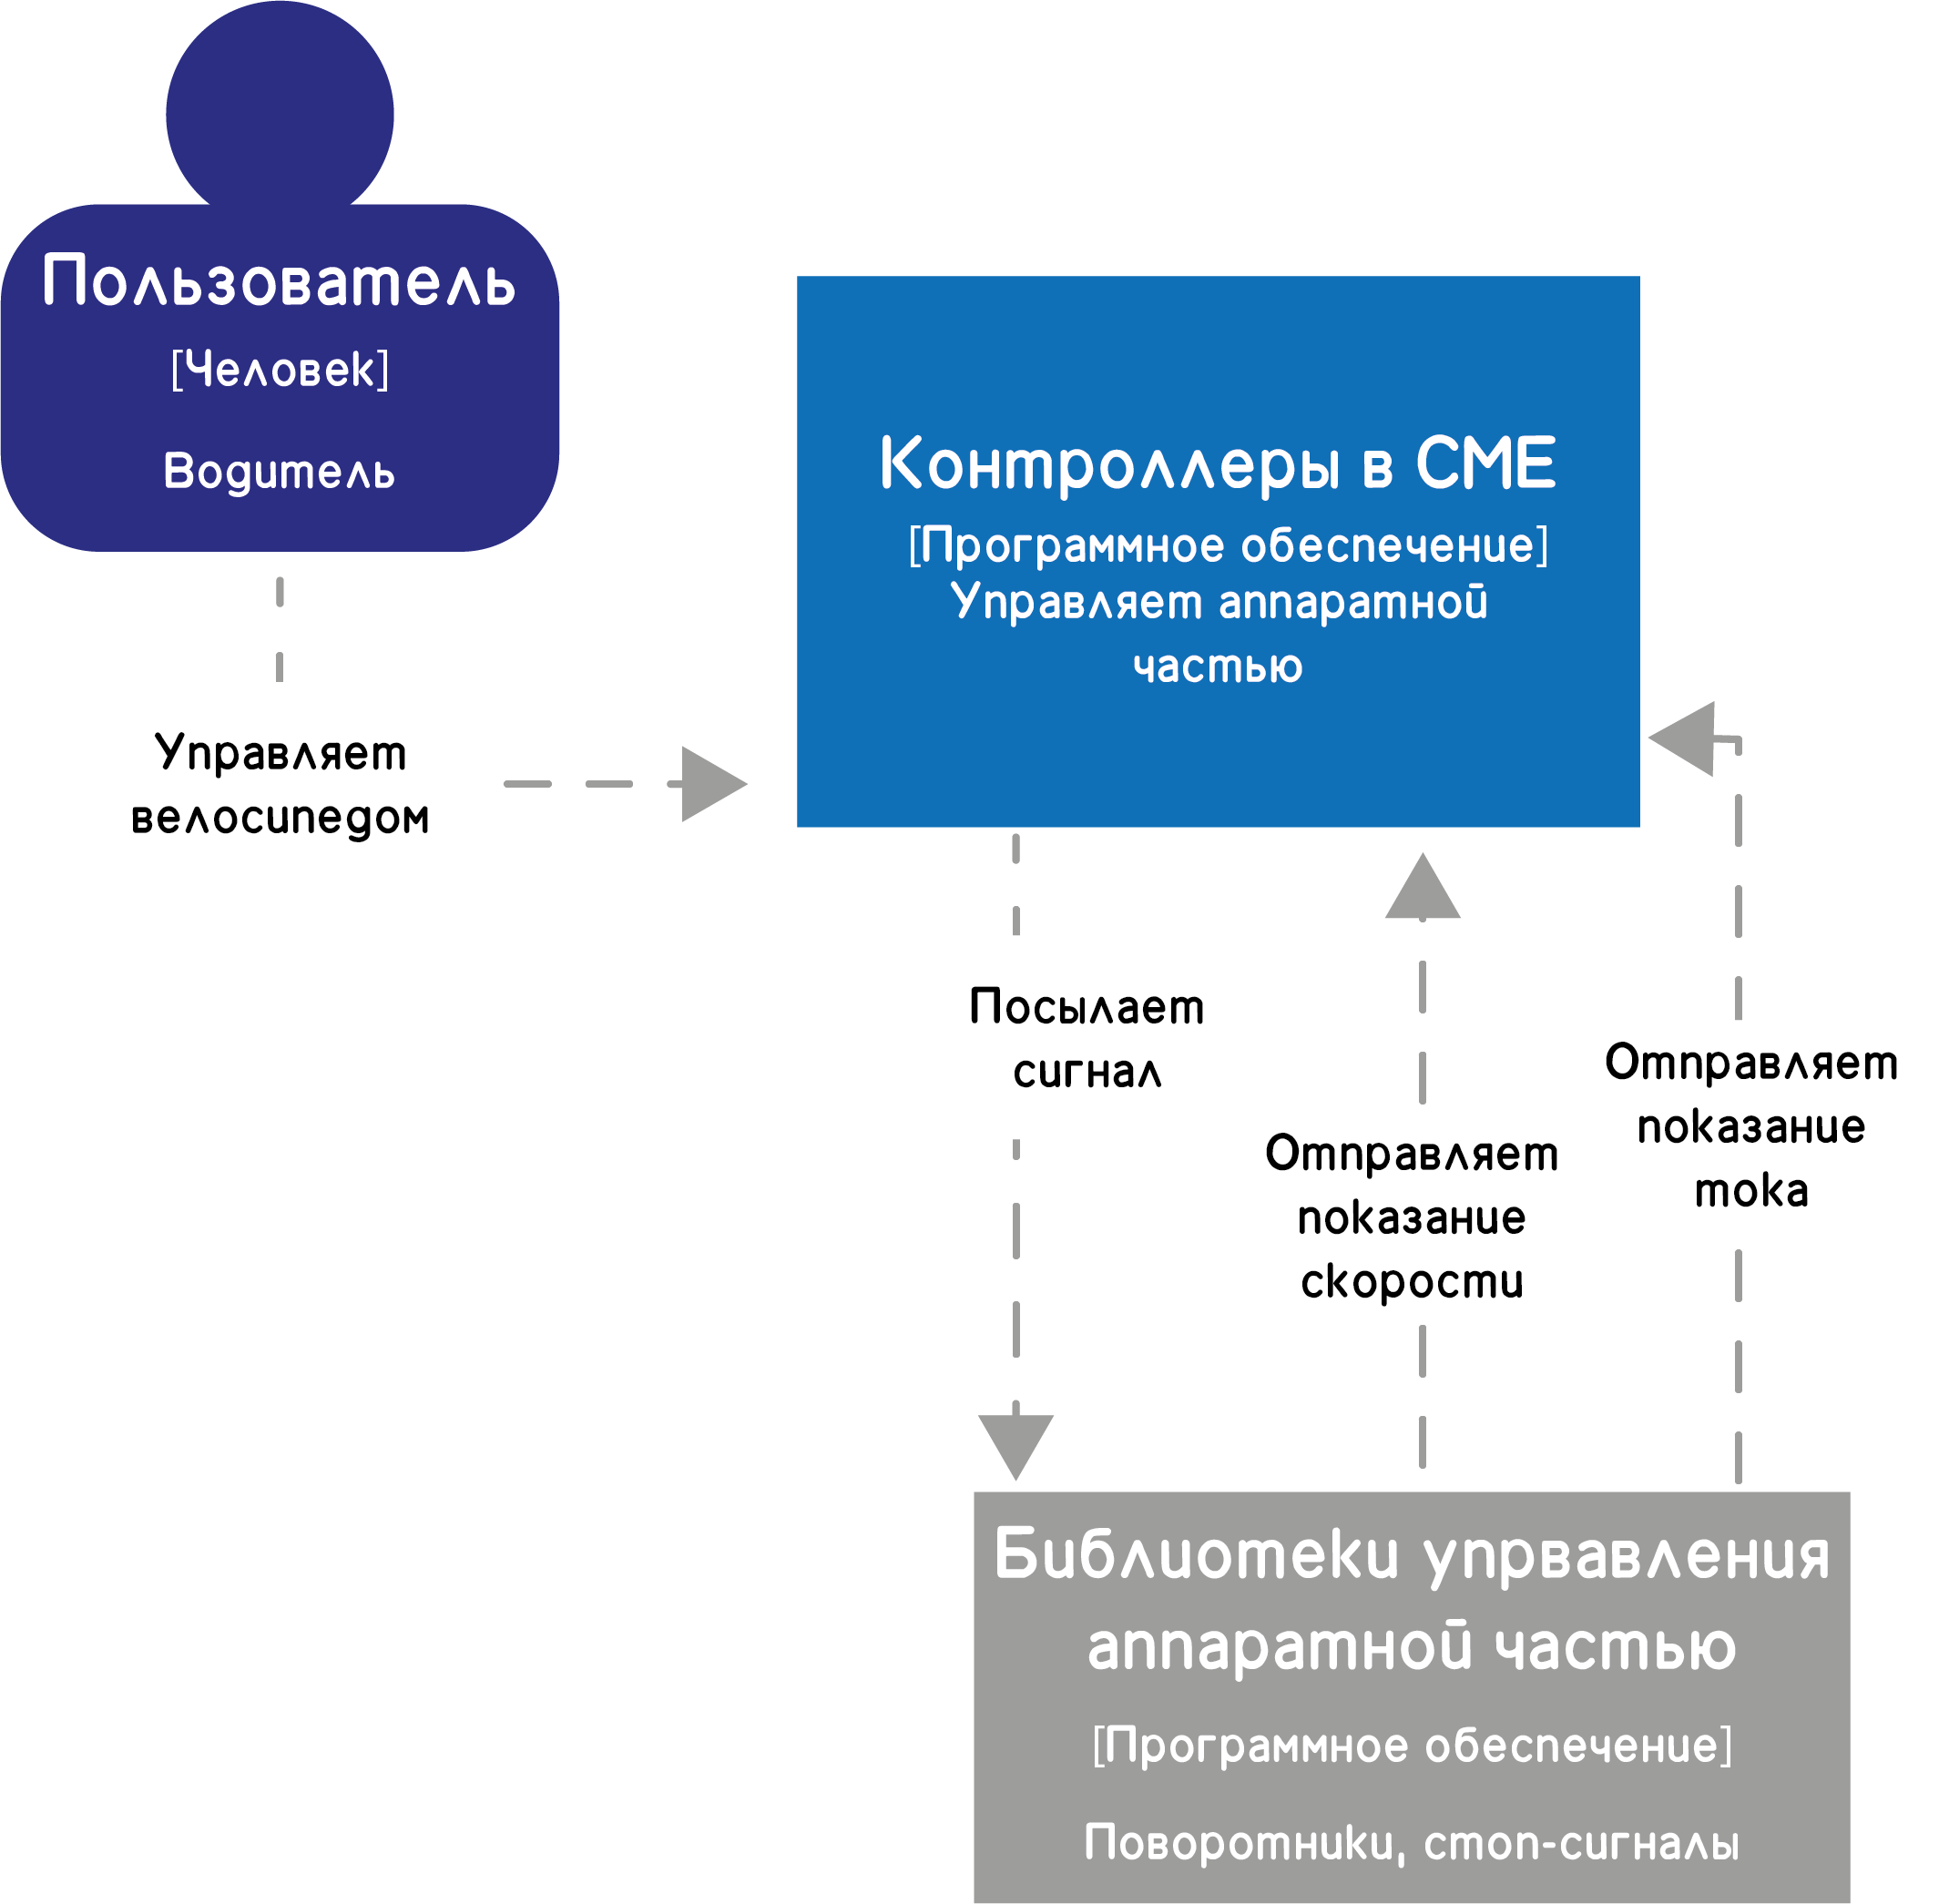 Пользователь
[Человек]
Водитель
Управляет
велосипедом
Контроллеры в СМЕ
[Программное обеспечение]
Управляет аппаратной
частью
Посылает
сигнал
Отправляет
показание
скорости
Отправляет
показание
тока
Библиотеки упрвавления
аппаратной частью
[Программное обеспечение]
Поворотники, стоп-сигналы